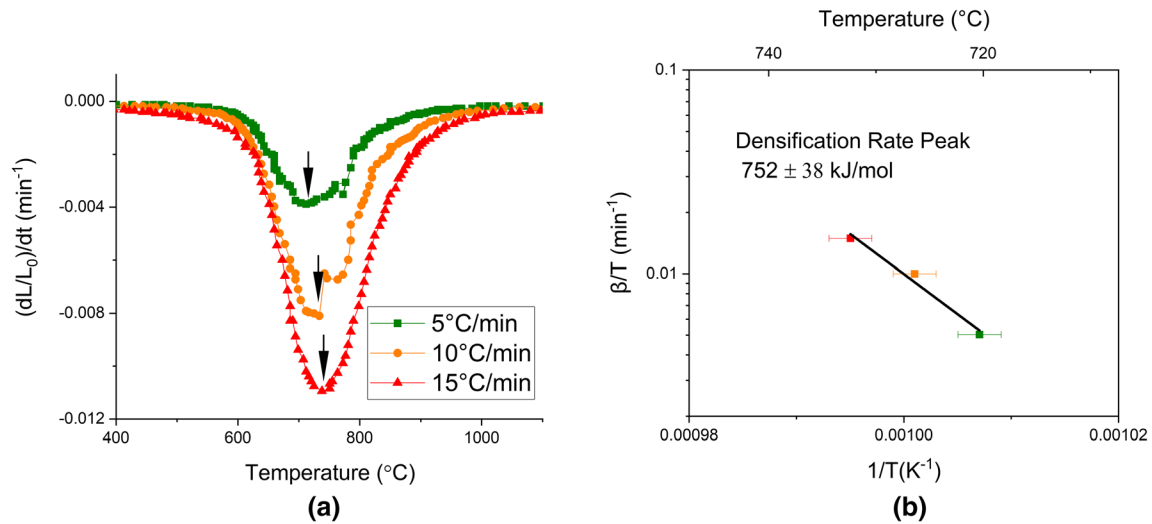 0.000
-0.004
-0.008
-0.012
(dL/L0)/dt (min-1)
5°C/min
10°C/min
15°C/min
400
600
800
1000
Temperature (°C)
(a)
Temperature (°C)
740
720
0.1
0.01
β/T (min-1)
Densification Rate Peak
752 ± 38 kJ/mol
0.00098
0.00100
0.00102
1/T(K-1)
(b)